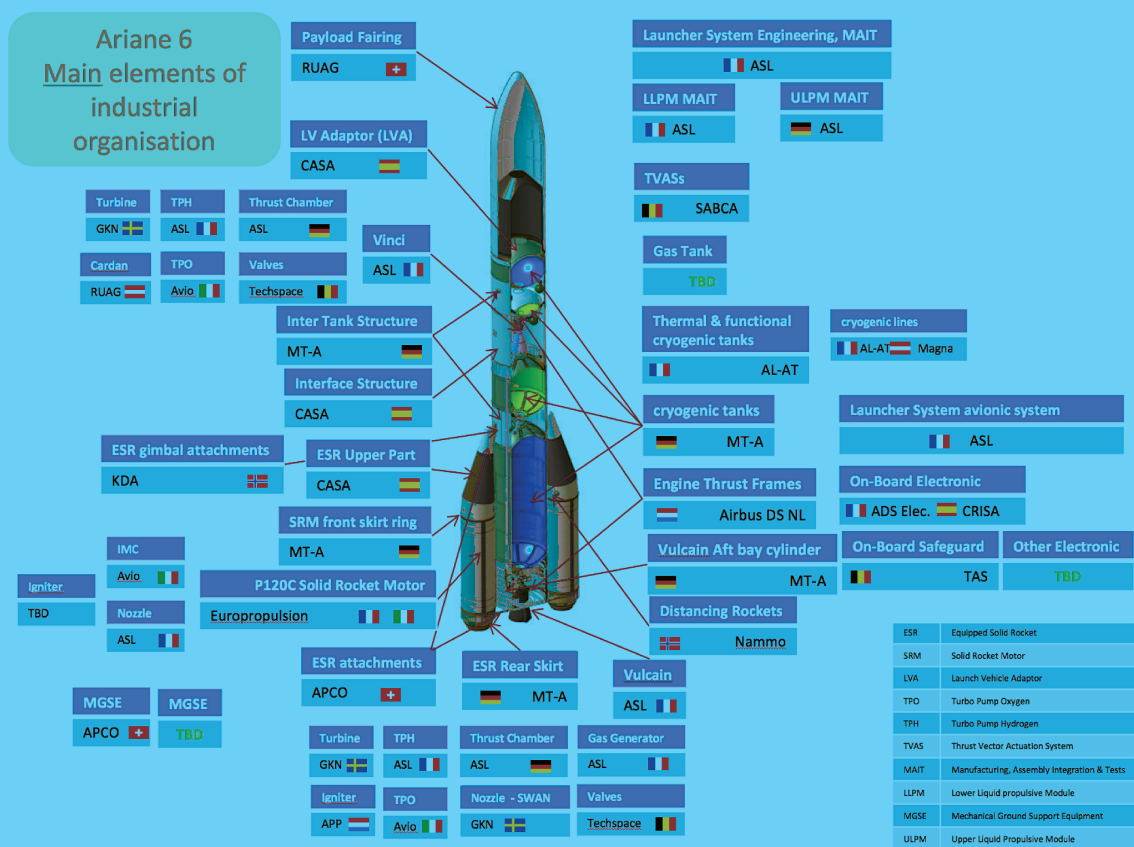 Ariane 6
Main elements of
industrial
organisation
Payload Fairing
RUAG
LV Adaptor (LVA)
CASA
Turbine
GKN
TPH
ASL
Thrust Chamber
ASL
Cardan
RUAG
TPO
Avio
Valves
Techspace
Vinci
ASL
Inter Tank Structure
MT-A
Interface Structure
CASA
ESR gimbal attachments
KDA
ESR Upper Part
CASA
SRM front skirt ring
MT-A
IMC
Avio
Igniter
TBD
Nozzle
ASL
P120C Solid Rocket Motor
Europropulsion
ESR attachments
APCO
ESR Rear Skirt
MT-A
MGSE
APCO
MGSE
TBD
Launcher System Engineering, MAIT
ASL
LLPM MAIT
ASL
ULPM MAIT
ASL
TVASs
SABCA
Gas Tank
TBD
Thermal & functional
cryogenic tanks
AL-AT
cryogenic lines
AL-AT Magna
cryogenic tanks
MT-A
Launcher System avionic system
ASL
Engine Thrust Frames
Airbus DS NL
On-Board Electronic
ADS Elec. CRISA
Vulcain Aft bay cylinder
MT-A
On-Board Safeguard
TAS
Other Electronic
TBD
Distancing Rockets
Nammo
Vulcain
ASL
Turbine
GKN
TPH
ASL
Thrust Chamber
ASL
Gas Generator
ASL
Igniter
APP
TPO
Avio
Nozzle - SWAN
GKN
Valves
Techspace
ESR Equipped Solid Rocket
SRM Solid Rocket Motor
LVA Launch Vehicle Adaptor
TPO Turbo Pump Oxygen
TPH Turbo Pump Hydrogen
TVAS Thrust Vector Actuation System
MAIT Manufacturing, Assembly Integration & Tests
LLPM Lower Liquid propulsive Module
MGSE Mechanical Ground Support Equipment
ULPM Upper Liquid Propulsive Module